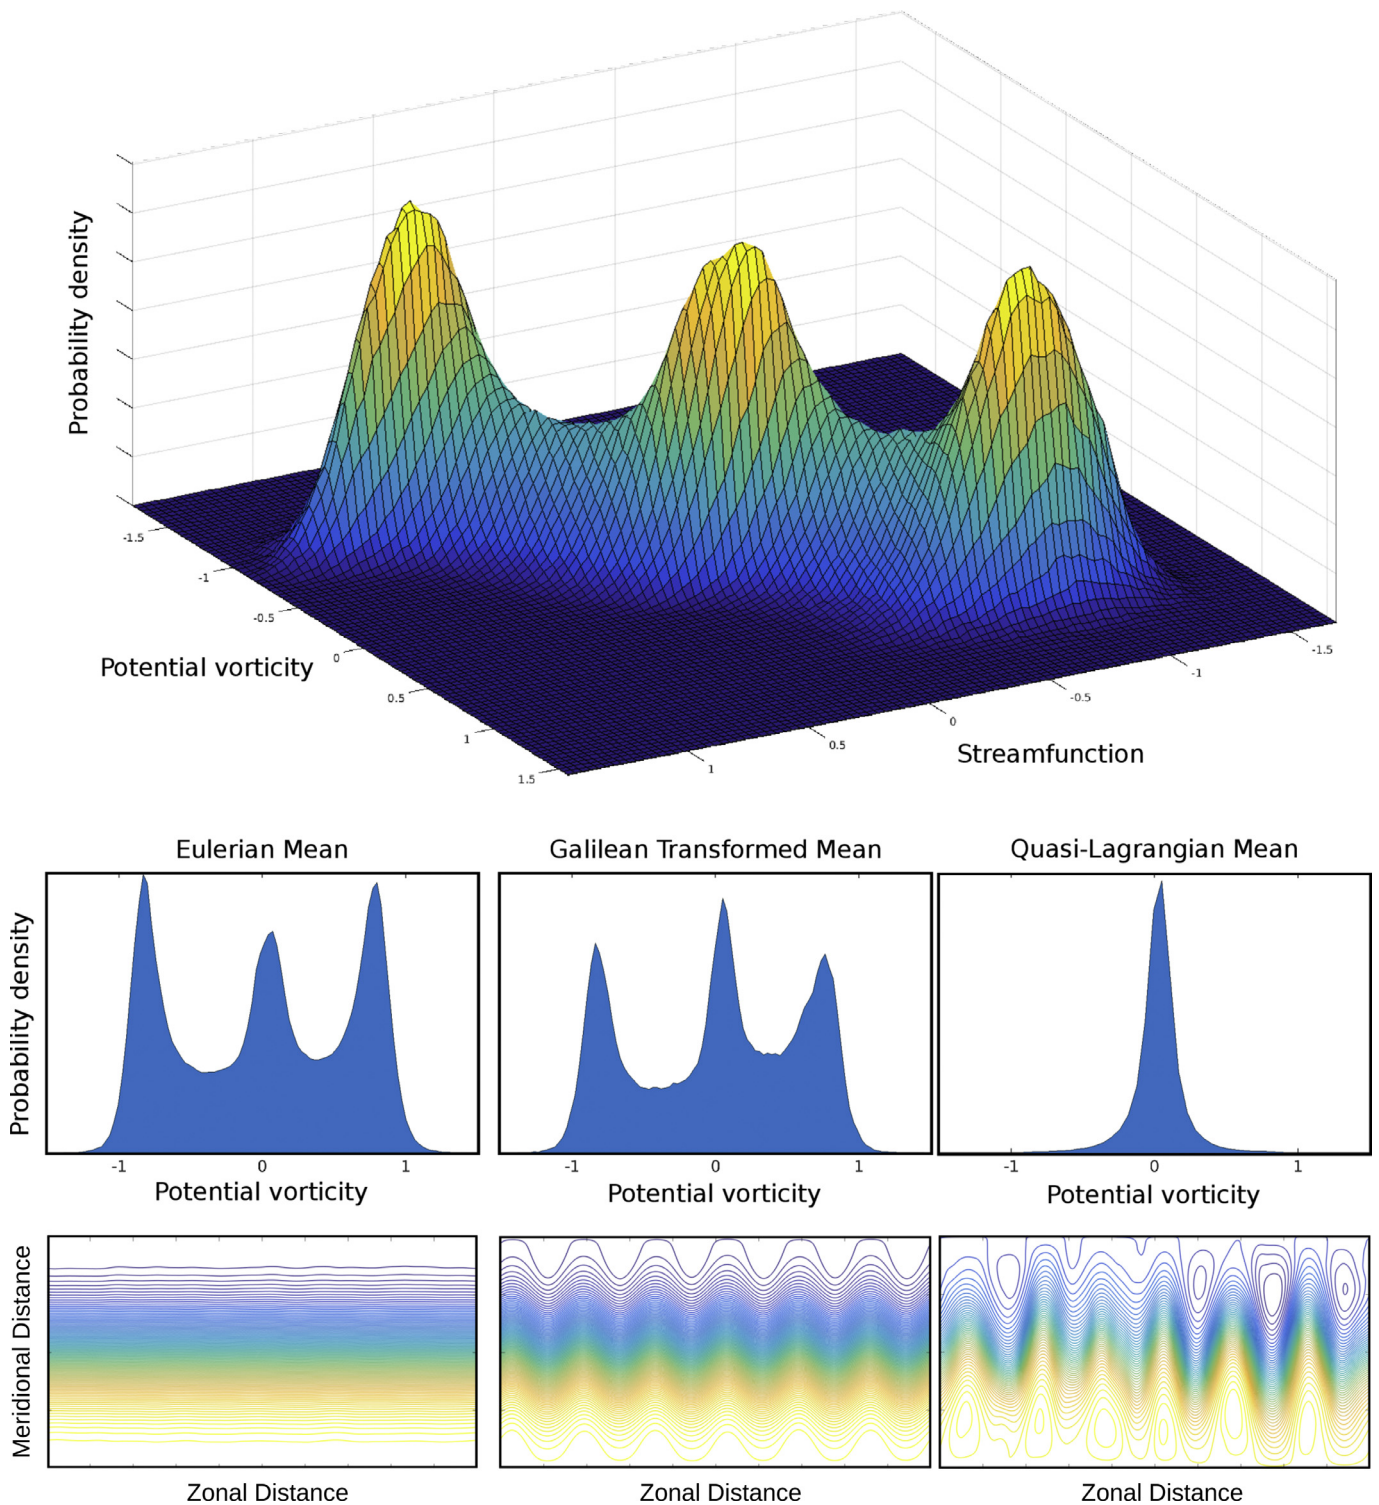 Probability density
-1.5
-1
-0.5
0
0.5
1
1.5
Potential vorticity
1
0.5
0
-0.5
-1
-1.5
Streamfunction
Eulerian Mean
Galilean Transformed Mean
Quasi-Lagrangian Mean
Probability density
-1 0 1
-1 0 1
-1 0 1
Potential vorticity
Potential vorticity
Potential vorticity
Meridional Distance
Zonal Distance
Zonal Distance
Zonal Distance